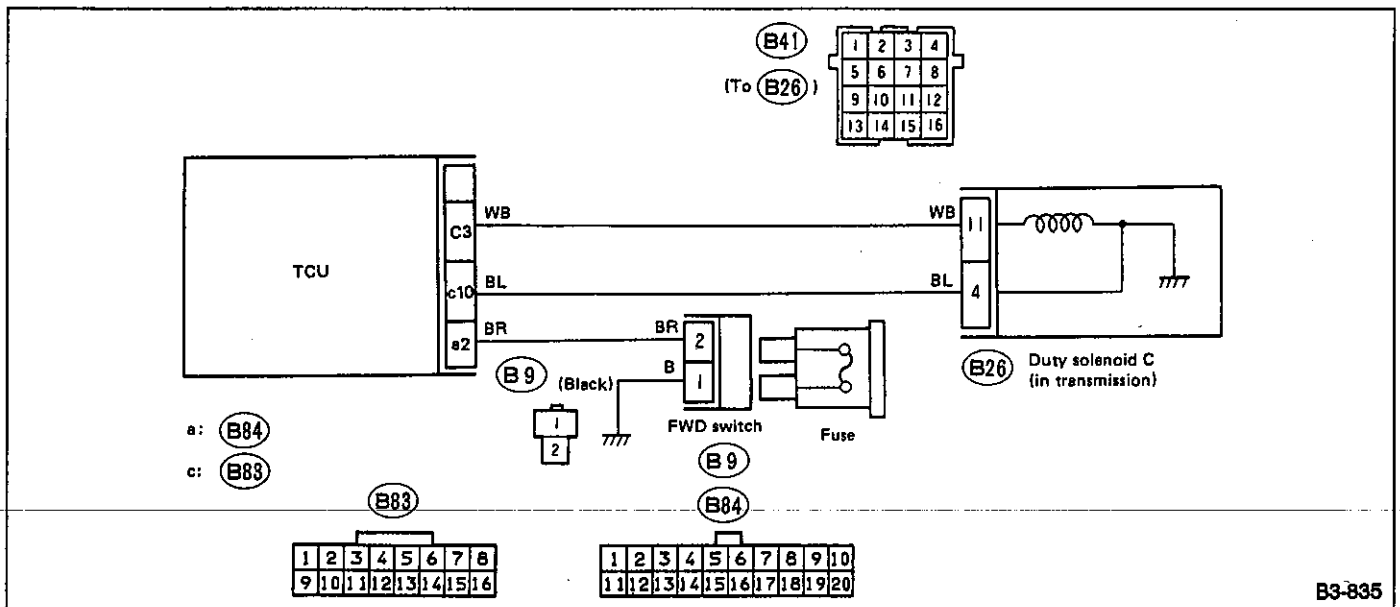 B41
1 2 3 4
(To B26 )
5 6 7 8
9 10 11 12
13 14 15 16
TCU
C3
WB
WB
11
c10
BL
BL
4
a2
BR
BR
2
B
1
B 9
(Black)
1
2
FWD switch
Fuse
B26
Duty solenoid C
(in transmission)
a: B84
c: B83
B 9
B83
B84
1 2 3 4 5 6 7 8
9 10 11 12 13 14 15 16
1 2 3 4 5 6 7 8 9 10
11 12 13 14 15 16 17 18 19 20
B3-835